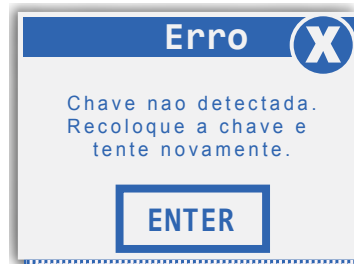 Erro
X
Chave nao detectada.
Recoloque a chave e
tente novamente.
ENTER